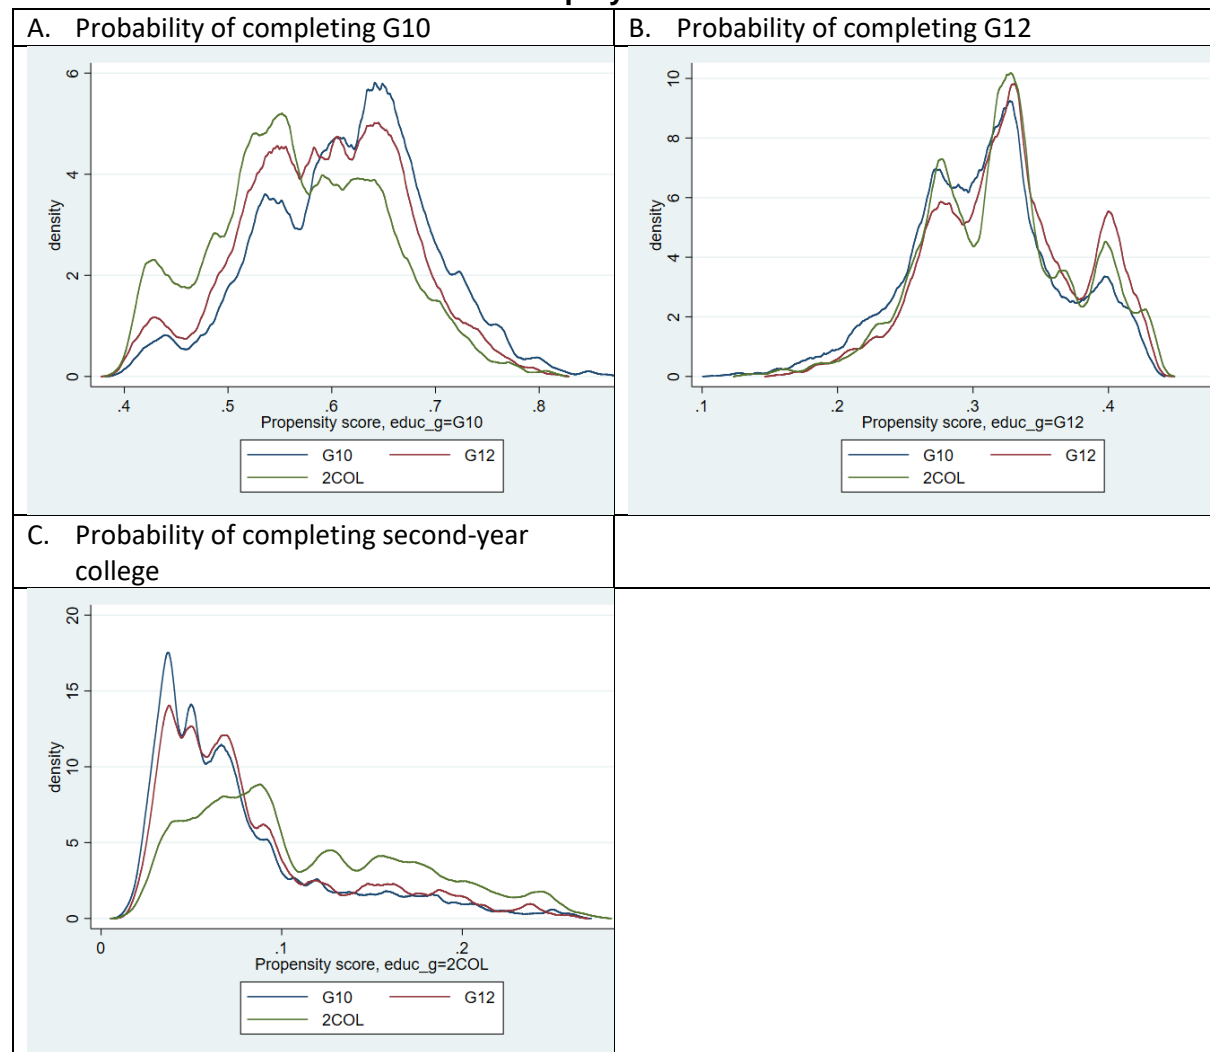 A. Probability of completing G10
B. Probability of completing G12
6
4
2
0
density
.4 .5 .6 .7 .8
Propensity score, educ_g=G10
G10 G12
2COL
10
8
6
4
2
0
density
.1 .2 .3 .4
Propensity score, educ_g=G12
G10 G12
2COL
C. Probability of completing second-year
college
20
15
10
5
0
density
0 .1 .2
Propensity score, educ_g=2COL
G10 G12
2COL